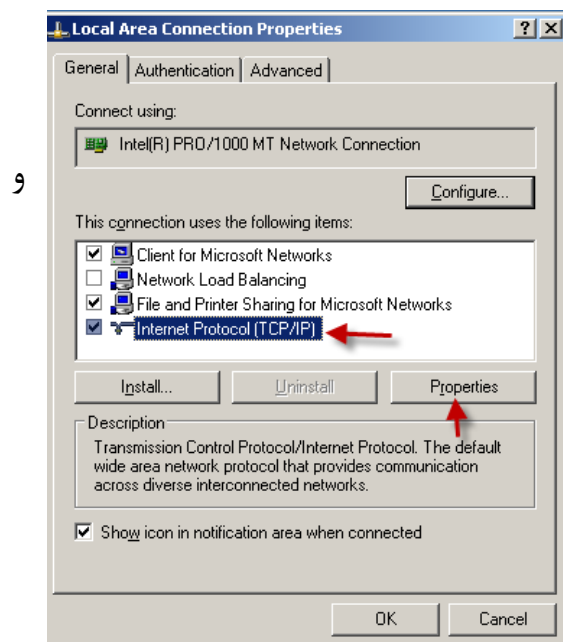 Local Area Connection Properties
General Authentication Advanced
Connect using:
Intel(R) PRO/1000 MT Network Connection
و
Configure...
This connection uses the following items:
Client for Microsoft Networks
Network Load Balancing
File and Printer Sharing for Microsoft Networks
Internet Protocol (TCP/IP)
Install... Uninstall Properties
Description
Transmission Control Protocol/Internet Protocol. The default
wide area network protocol that provides communication
across diverse interconnected networks.
Show icon in notification area when connected
OK Cancel